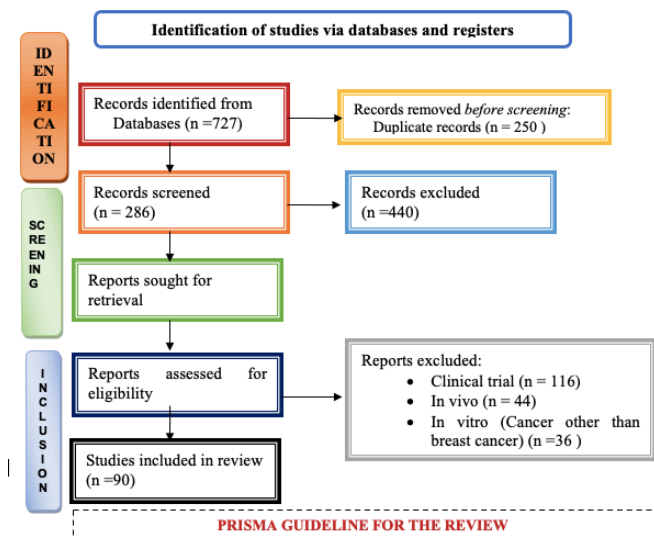 Identification of studies via databases and registers
ID
EN
TI
FI
CA
TI
ON
Records identified from
Databases (n =727)
Records removed before screening:
Duplicate records (n = 250 )
Records screened
(n = 286)
Records excluded
(n =440)
SC
RE
EN
IN
G
Reports sought for
retrieval
I
N
C
L
U
S
I
O
N
Reports assessed for
eligibility
Reports excluded:
• Clinical trial (n = 116)
• In vivo (n = 44)
• In vitro (Cancer other than
breast cancer) (n =36 )
Studies included in review
(n =90)
PRISMA GUIDELINE FOR THE REVIEW